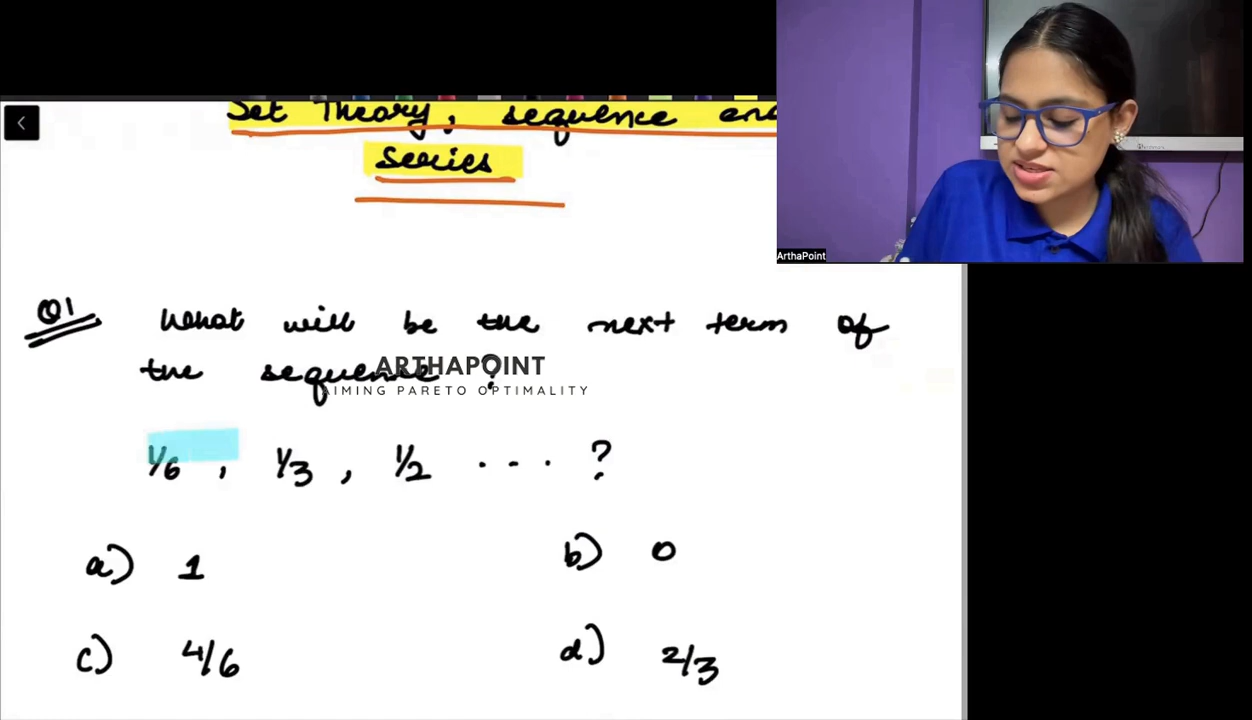 Set Theory, sequence and
series
ArthaPoint
Q1 What will be the next term of
the sequence ?
ARTHAPOINT
AIMING PARETO OPTIMALITY
1/6 , 1/3 , 1/2 . - - . ?
a) 1 b) 0
c) 4/6 d) 2/3